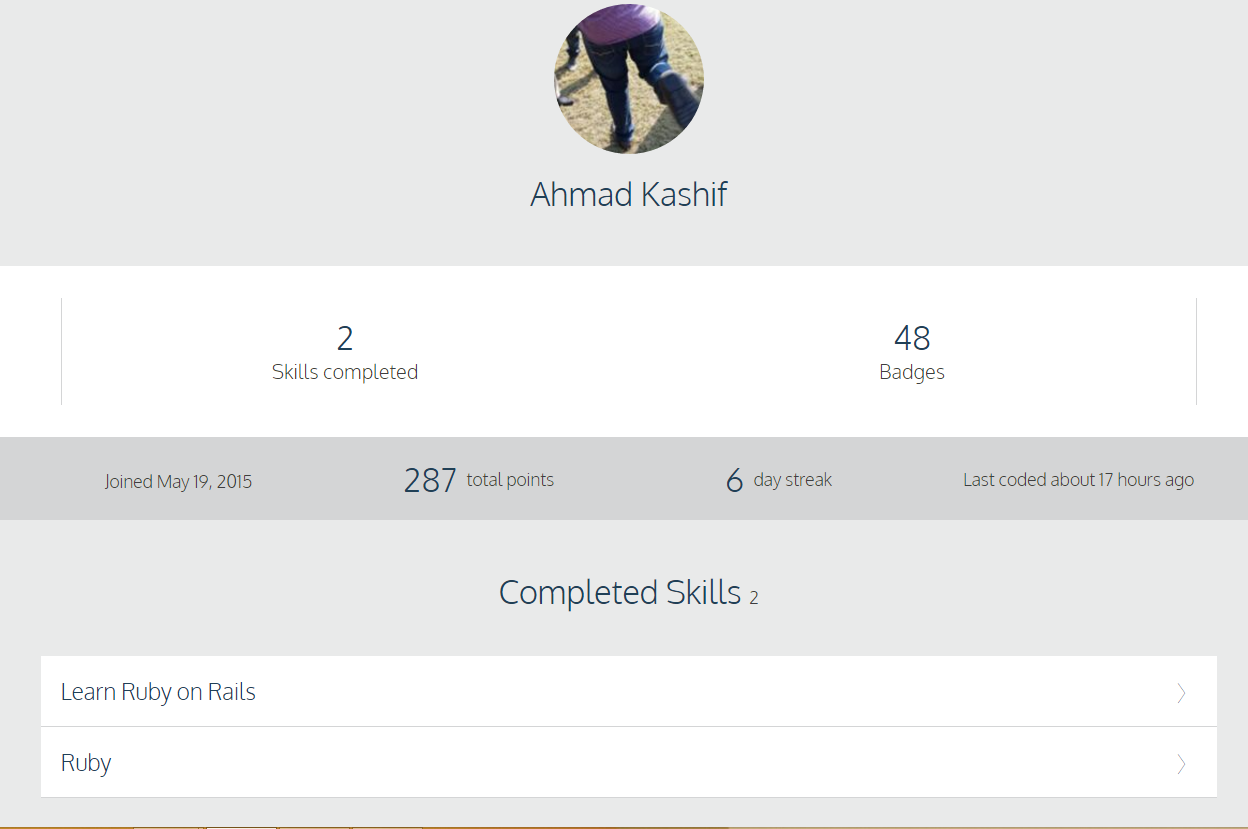 Ahmad Kashif
2
48
Skills completed
Badges
Joined May 19, 2015
287 total points
6 day streak
Last coded about 17 hours ago
Completed Skills 2
Learn Ruby on Rails
Ruby